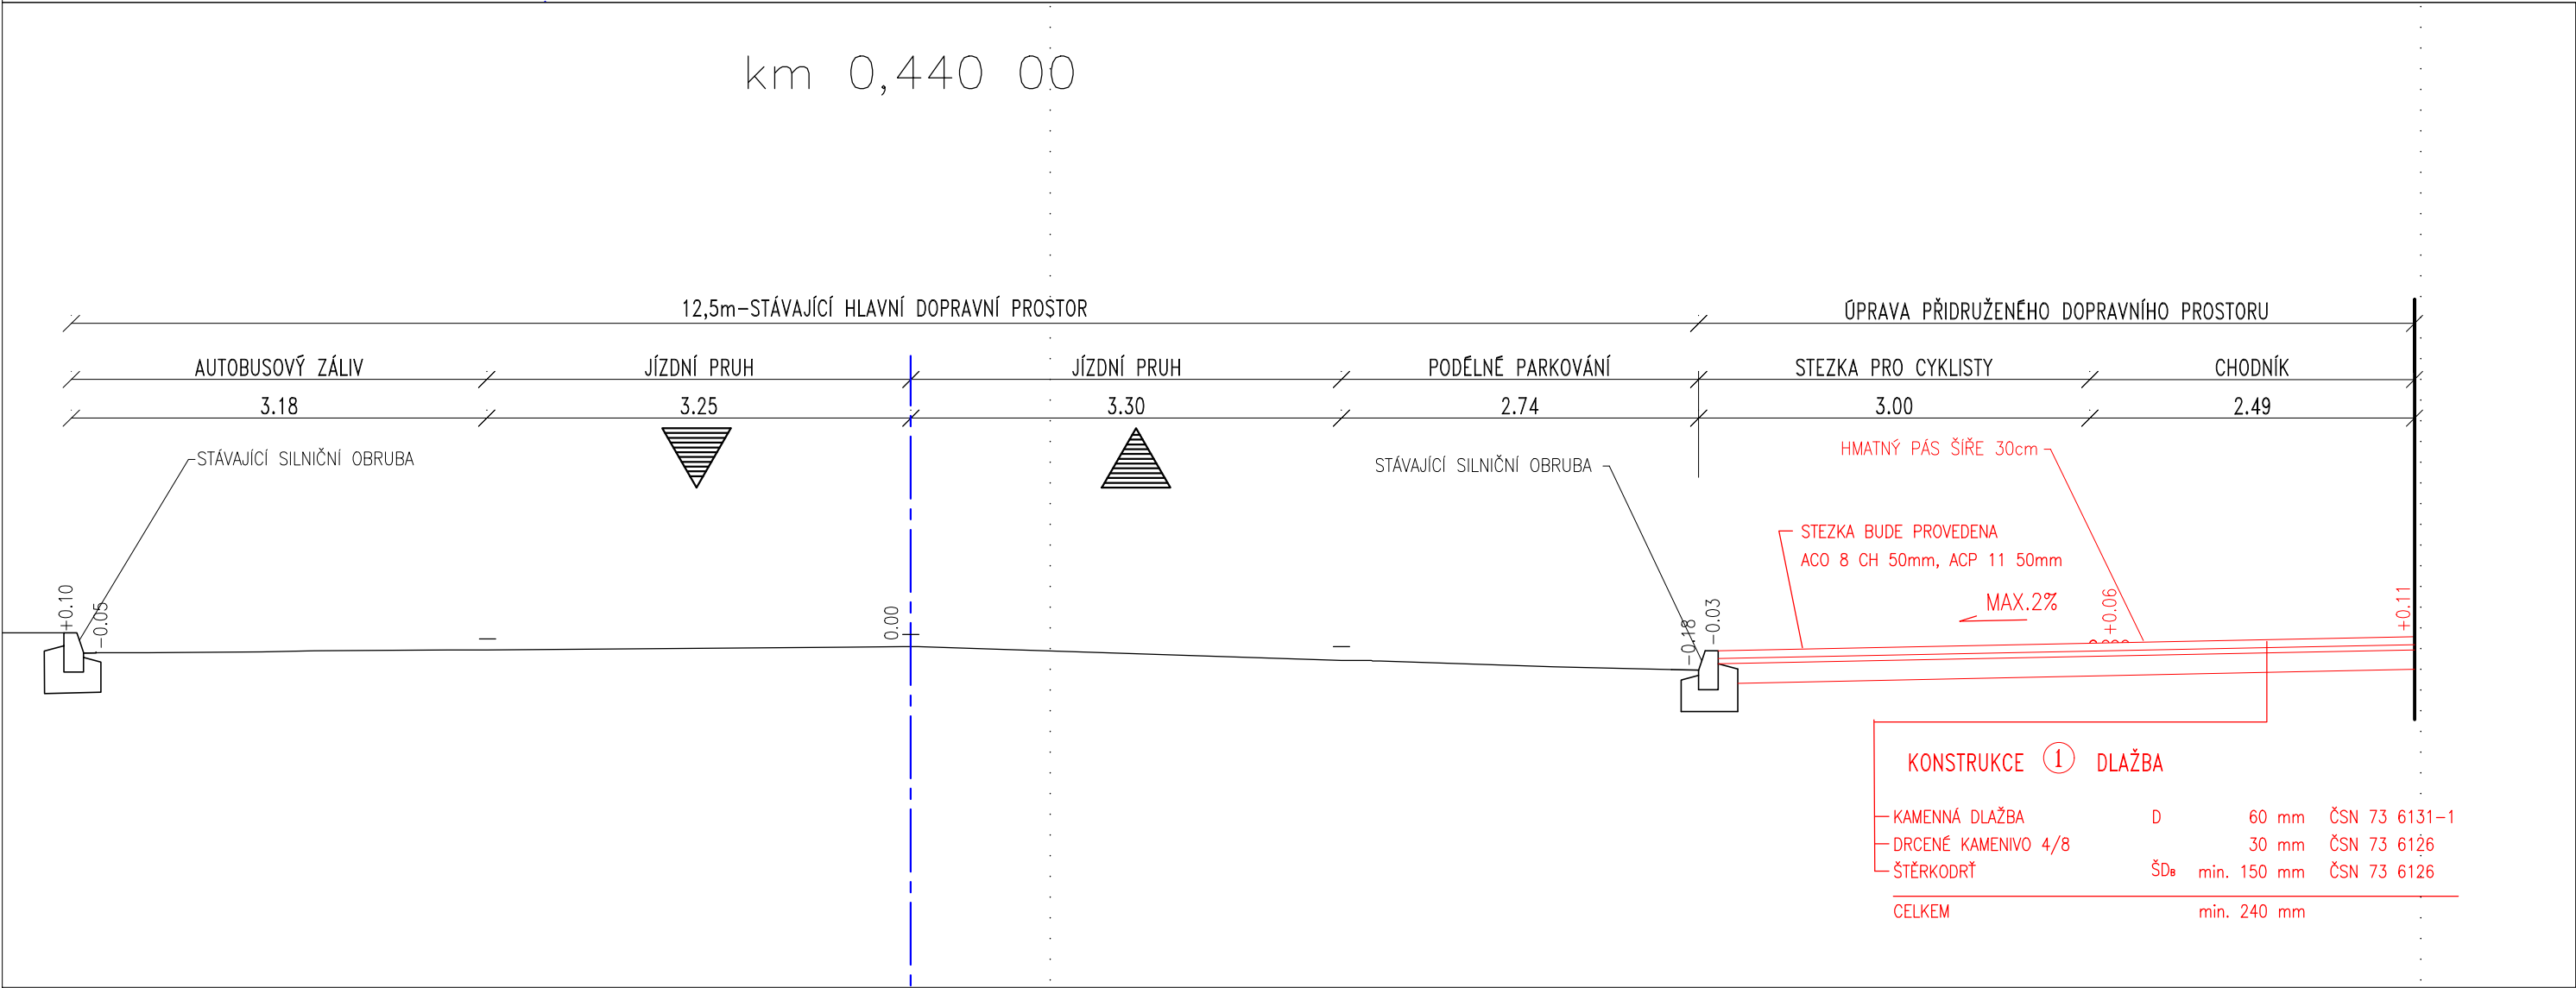 km 0,440 00
12,5m-STÁVAJÍCÍ HLAVNÍ DOPRAVNÍ PROSTOR
ÚPRAVA PŘIDRUŽENÉHO DOPRAVNÍHO PROSTORU
AUTOBUSOVÝ ZÁLIV
JÍZDNÍ PRUH
JÍZDNÍ PRUH
PODÉLNÉ PARKOVÁNÍ
STEZKA PRO CYKLISTY
CHODNÍK
3.18
3.25
3.30
2.74
3.00
2.49
STÁVAJÍCÍ SILNIČNÍ OBRUBA
STÁVAJÍCÍ SILNIČNÍ OBRUBA
HMATNÝ PÁS ŠÍŘE 30cm
STEZKA BUDE PROVEDENA
ACO 8 CH 50mm, ACP 11 50mm
MAX.2%
+0.10
-0.05
0.00
-0.18
-0.03
+0.06
+0.11
KONSTRUKCE 1 DLAŽBA
KAMENNÁ DLAŽBA D 60 mm ČSN 73 6131-1
DRCENÉ KAMENIVO 4/8 30 mm ČSN 73 6126
ŠTĚRKODRŤ ŠDB min. 150 mm ČSN 73 6126
CELKEM min. 240 mm